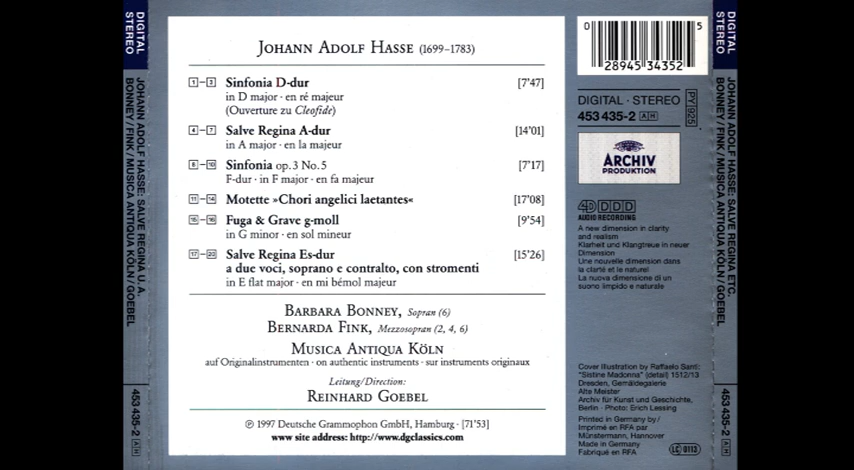 DIGITAL STEREO
JOHANN ADOLF HASSE: SALVE REGINA U. A.
BONNEY/FINK/MUSICA ANTIQUA KÖLN/GOEBEL
453 435-2 AH
JOHANN ADOLF HASSE (1699–1783)
1–3 Sinfonia D-dur [7'47]
in D major · en ré majeur
(Ouverture zu Cleofide)
4–7 Salve Regina A-dur [14'01]
in A major · en la majeur
8–10 Sinfonia op. 3 No. 5 [7'17]
F-dur · in F major · en fa majeur
11–14 Motette »Chori angelici laetantes« [17'08]
15–16 Fuga & Grave g-moll [9'54]
in G minor · en sol mineur
17–20 Salve Regina Es-dur [15'26]
a due voci, soprano e contralto, con stromenti
in E flat major · en mi bémol majeur
BARBARA BONNEY, Sopran (6)
BERNARDA FINK, Mezzosopran (2, 4, 6)
MUSICA ANTIQUA KÖLN
auf Originalinstrumenten · on authentic instruments · sur instruments originaux
Leitung/Direction:
REINHARD GOEBEL
℗ 1997 Deutsche Grammophon GmbH, Hamburg · [71'53]
www site address: http://www.dgclassics.com
0 28945 34352 5
DIGITAL · STEREO
453 435-2 AH
PY 925
ARCHIV
PRODUKTION
4D DDD
AUDIO RECORDING
A new dimension in clarity
and realism
Klarheit und Klangtreue in neuer
Dimension
Une nouvelle dimension dans
la clarté et le naturel
La nuova dimensione di un
suono limpido e naturale
Cover Illustration by Raffaelo Santi:
"Sistine Madonna" (detail) 1512/13
Dresden, Gemäldegalerie
Alte Meister
Archiv für Kunst und Geschichte,
Berlin · Photo: Erich Lessing
Printed in Germany by/
Imprimé en RFA par
Münstermann, Hannover
Made in Germany
Fabriqué en RFA
LC 0113
DIGITAL STEREO
JOHANN ADOLF HASSE: SALVE REGINA ETC.
BONNEY/FINK/MUSICA ANTIQUA KÖLN/GOEBEL
453 435-2 AH